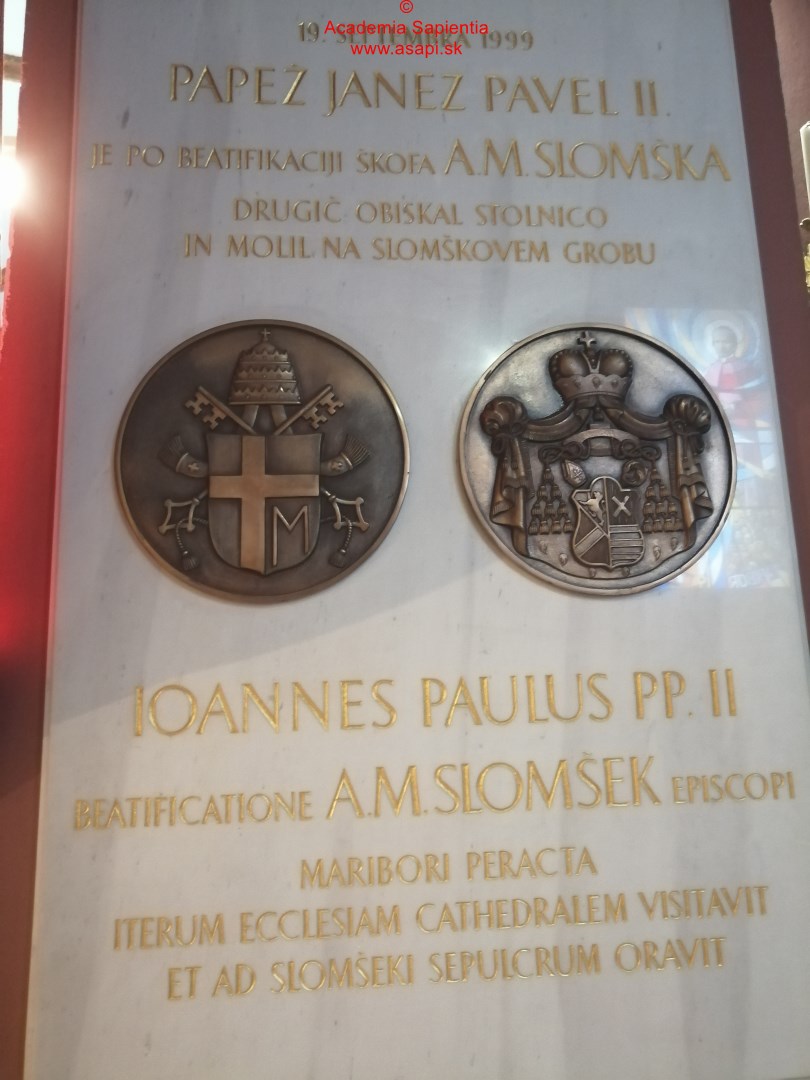 ©
Academia Sapientia
www.asapi.sk
19. SEPTEMBRA 1999
PAPEŽ JANEZ PAVEL II.
JE PO BEATIFIKACIJI ŠKOFA A.M. SLOMŠKA
DRUGIČ OBISKAL STOLNICO
IN MOLIL NA SLOMŠKOVEM GROBU
M
IOANNES PAULUS PP. II
BEATIFICATIONE A.M. SLOMŠEK EPISCOPI
MARIBORI PERACTA
ITERUM ECCLESIAM CATHEDRALEM VISITAVIT
ET AD SLOMŠEKI SEPULCRUM ORAVIT